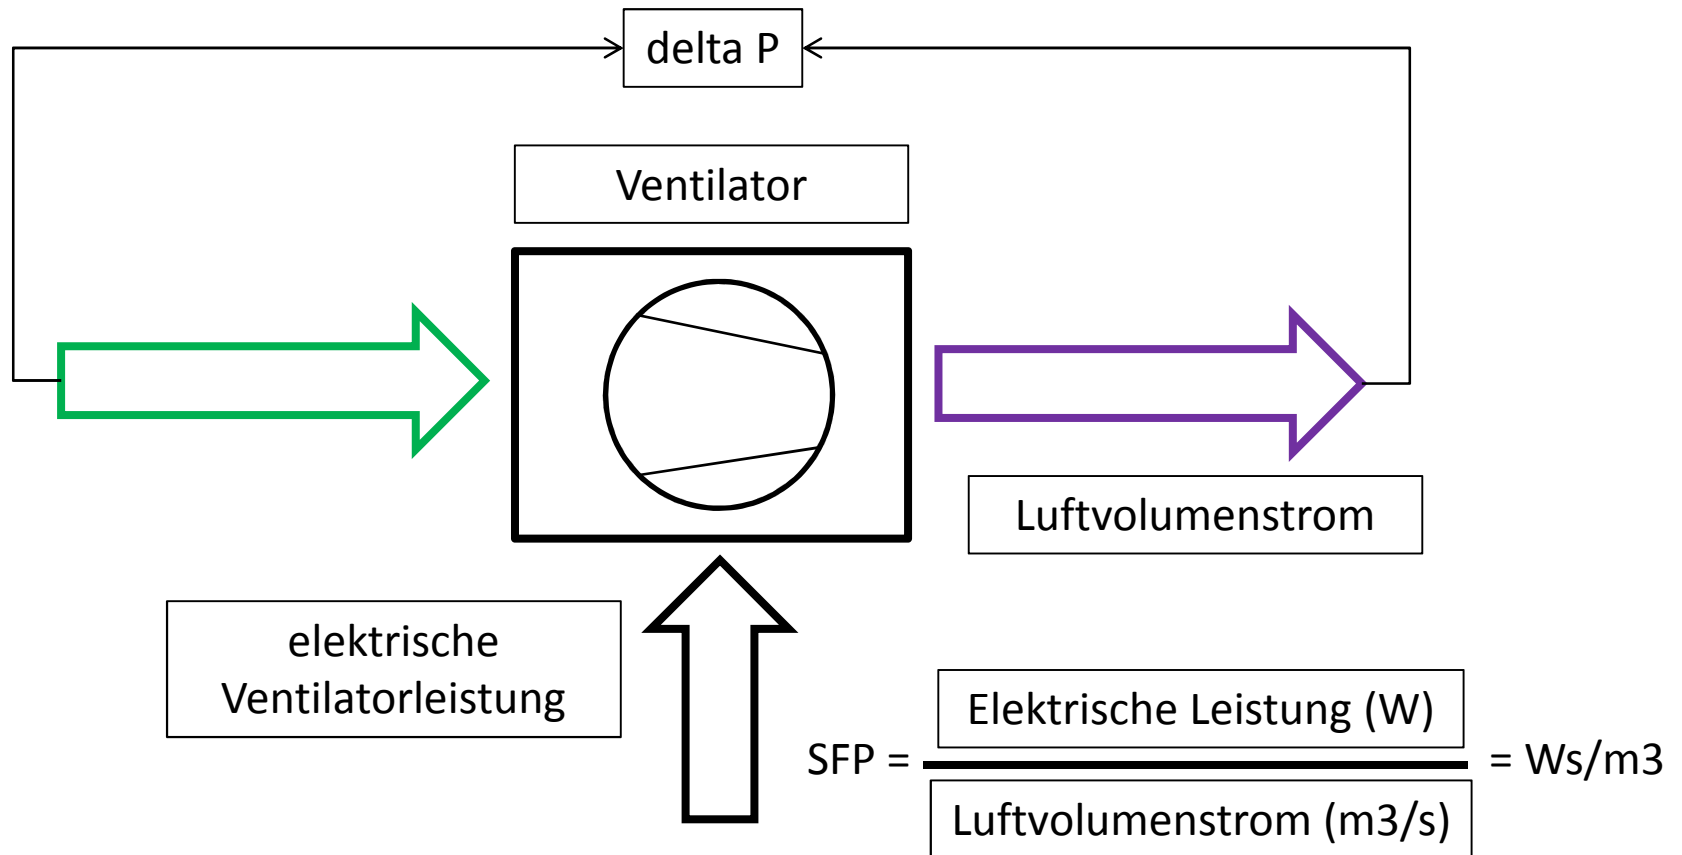 delta P
Ventilator
Luftvolumenstrom
elektrische
Ventilatorleistung
Elektrische Leistung (W)
SFP = = Ws/m3
Luftvolumenstrom (m3/s)